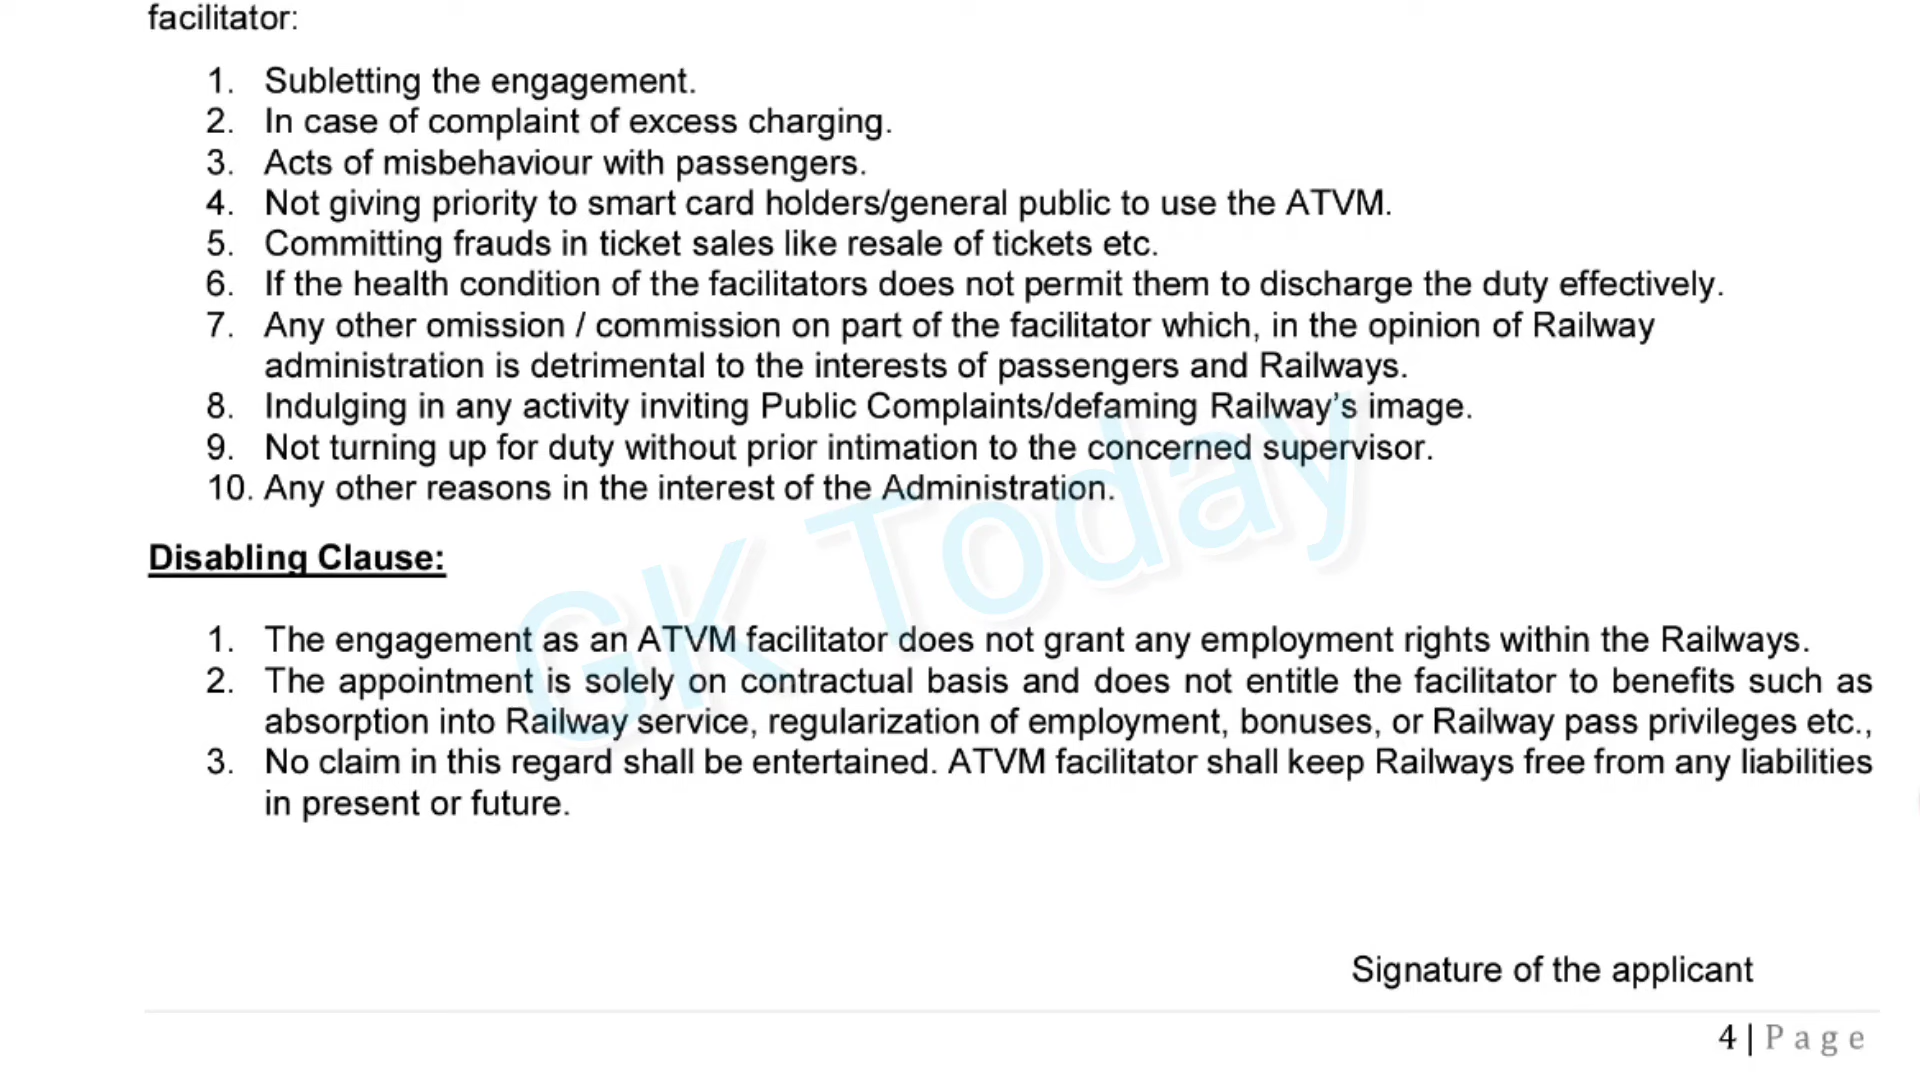 facilitator:
1. Subletting the engagement.
2. In case of complaint of excess charging.
3. Acts of misbehaviour with passengers.
4. Not giving priority to smart card holders/general public to use the ATVM.
5. Committing frauds in ticket sales like resale of tickets etc.
6. If the health condition of the facilitators does not permit them to discharge the duty effectively.
7. Any other omission / commission on part of the facilitator which, in the opinion of Railway
administration is detrimental to the interests of passengers and Railways.
8. Indulging in any activity inviting Public Complaints/defaming Railway's image.
9. Not turning up for duty without prior intimation to the concerned supervisor.
10. Any other reasons in the interest of the Administration.
GK Today
Disabling Clause:
1. The engagement as an ATVM facilitator does not grant any employment rights within the Railways.
2. The appointment is solely on contractual basis and does not entitle the facilitator to benefits such as
absorption into Railway service, regularization of employment, bonuses, or Railway pass privileges etc.,
3. No claim in this regard shall be entertained. ATVM facilitator shall keep Railways free from any liabilities
in present or future.
Signature of the applicant
4 | Page